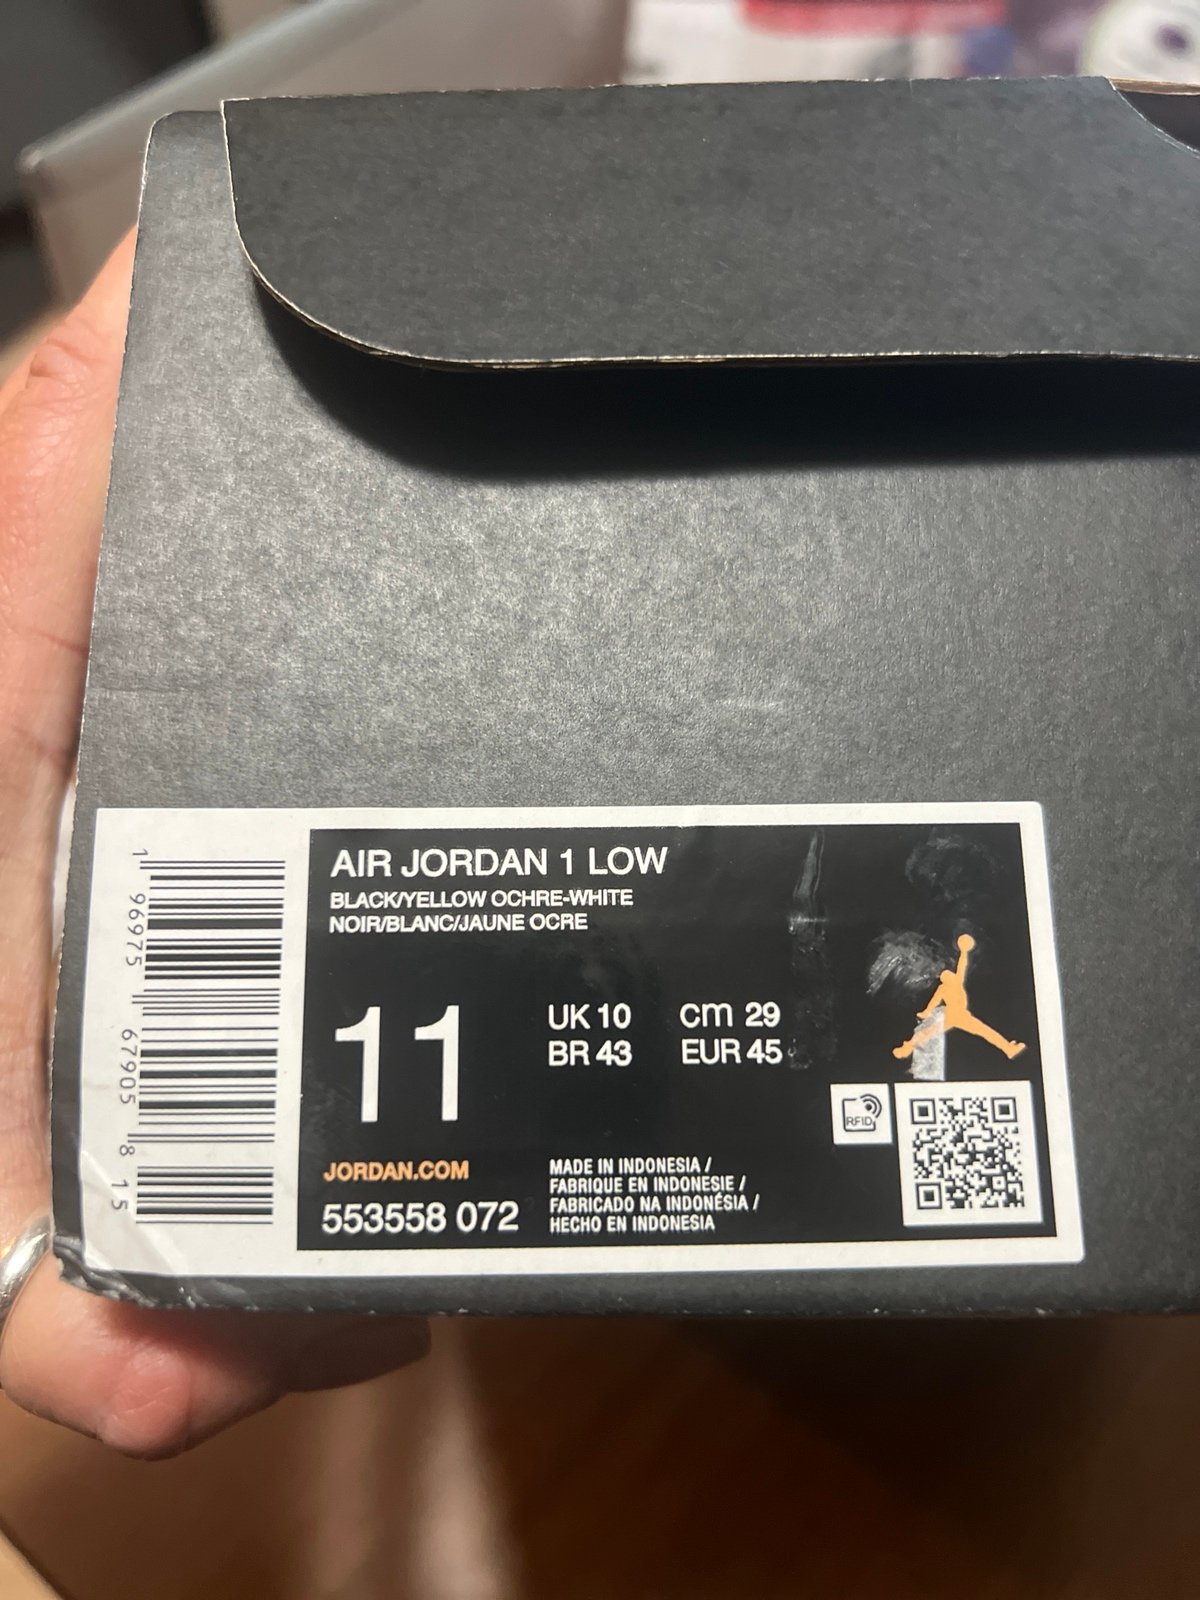 AIR JORDAN 1 LOW
BLACK/YELLOW OCHRE-WHITE
NOIR/BLANC/JAUNE OCRE
11
UK 10 cm 29
BR 43 EUR 45
RFID
JORDAN.COM
553558 072
MADE IN INDONESIA /
FABRIQUE EN INDONESIE /
FABRICADO NA INDONÉSIA /
HECHO EN INDONESIA
1 96975 67905 8 15